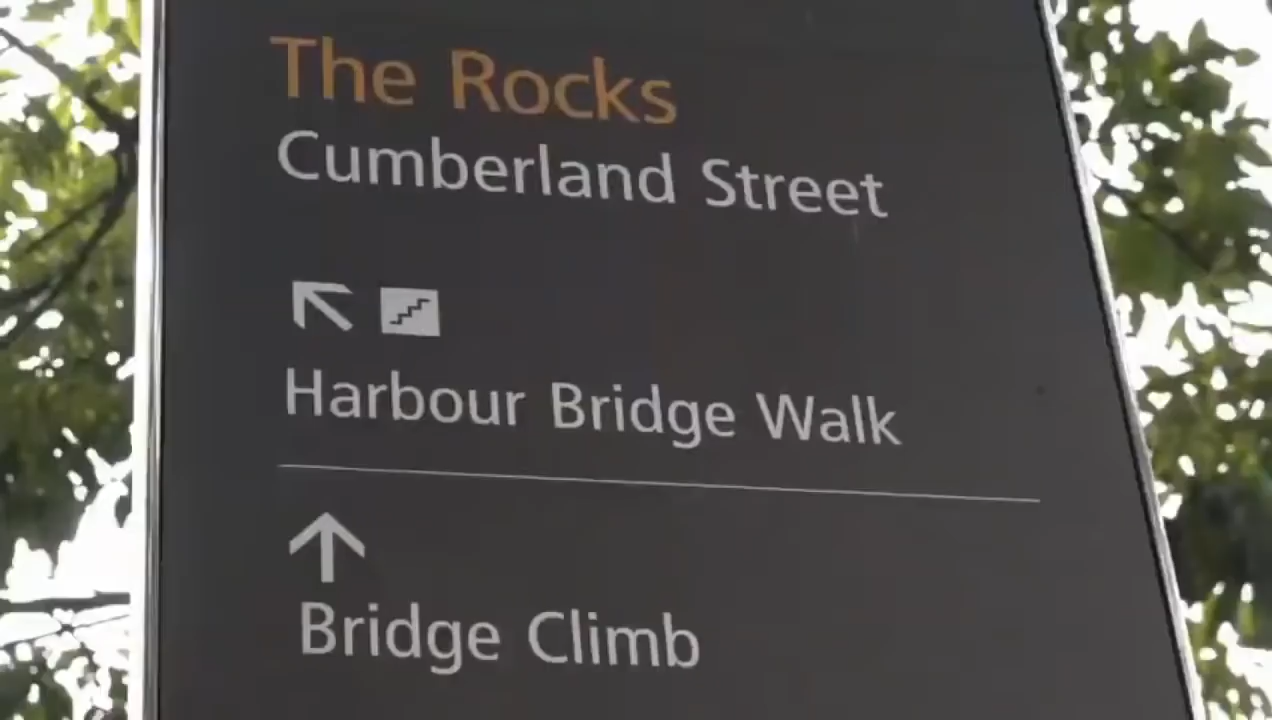 The Rocks
Cumberland Street
Harbour Bridge Walk
Bridge Climb